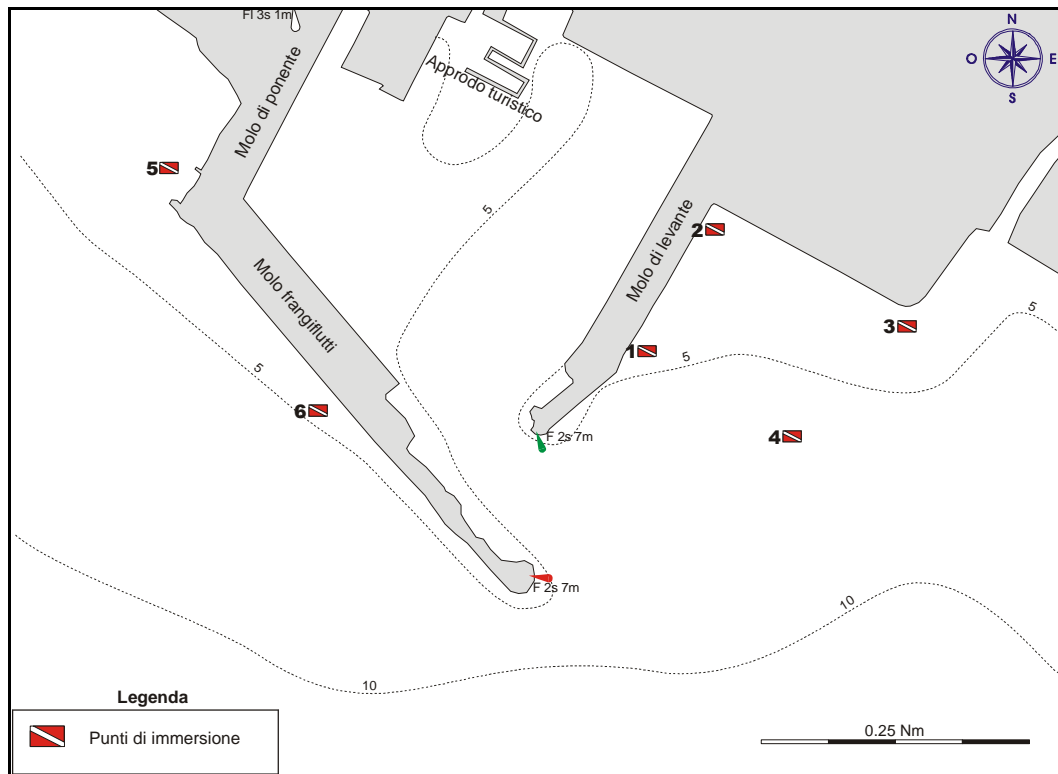 Fl 3s 1m
N
O
E
S
Approdo turistico
Molo di ponente
5
5
2
Molo di levante
Molo frangiflutti
5
3
1
5
5
6
4
F 2s 7m
F 2s 7m
10
10
Legenda
Punti di immersione
0.25 Nm